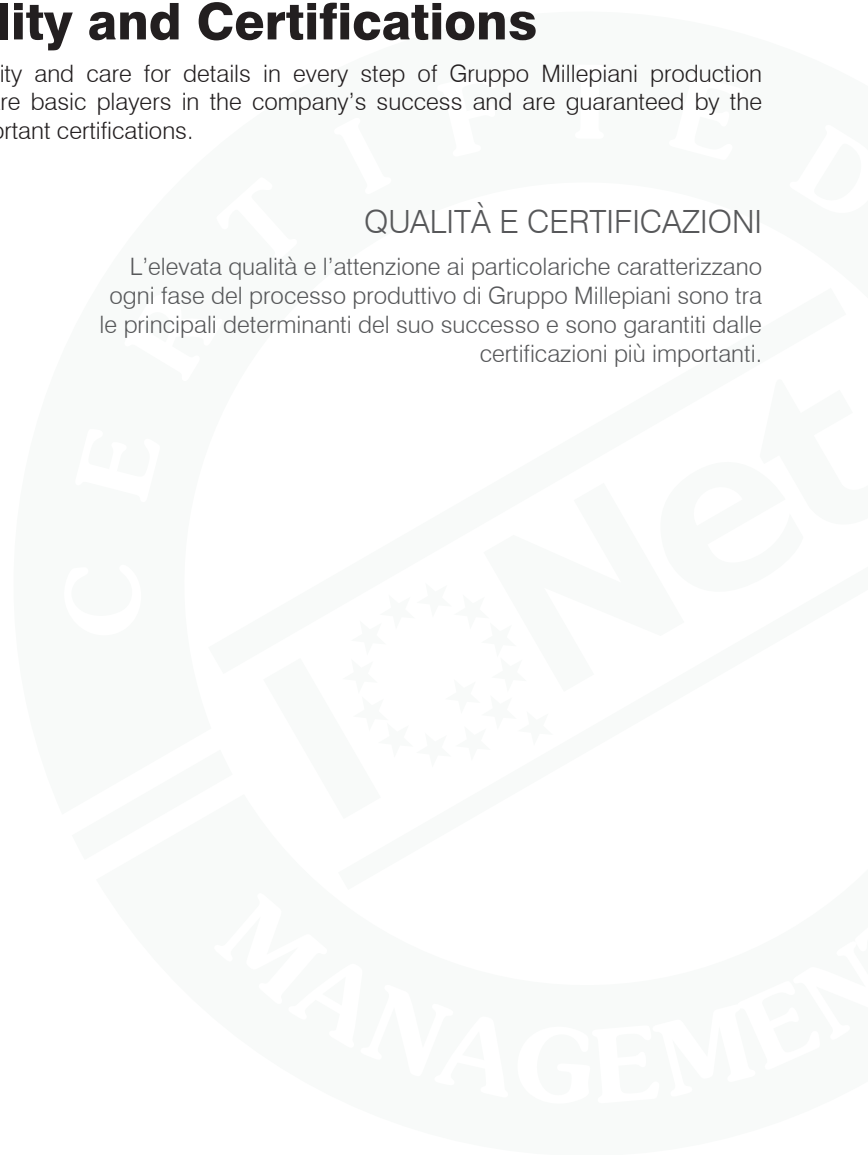 lity and Certifications
ity and care for details in every step of Gruppo Millepiani production
re basic players in the company's success and are guaranteed by the
ortant certifications.
QUALITÀ E CERTIFICAZIONI
L'elevata qualità e l'attenzione ai particolariche caratterizzano
ogni fase del processo produttivo di Gruppo Millepiani sono tra
le principali determinanti del suo successo e sono garantiti dalle
certificazioni più importanti.
CERTIFIED
IQNet
MANAGEMEN